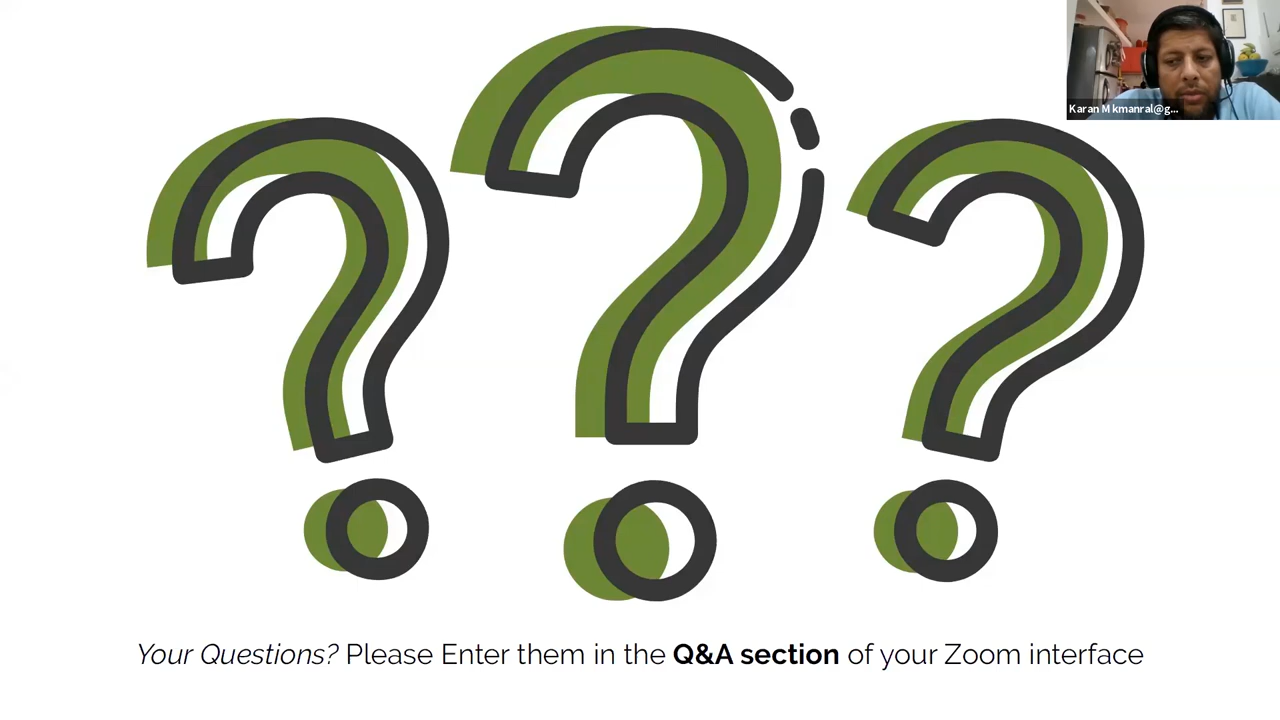 Karan M kmanral@g...
Your Questions? Please Enter them in the Q&A section of your Zoom interface